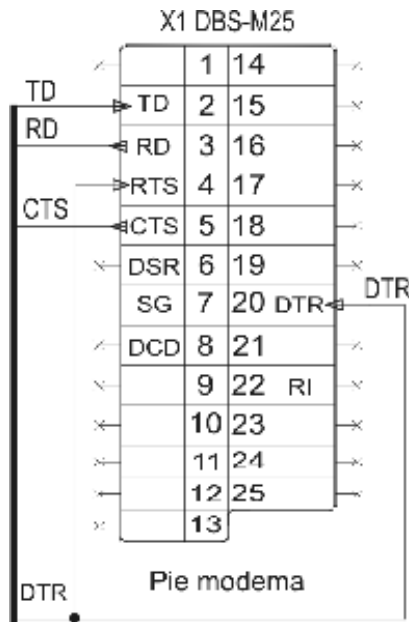 X1 DBS-M25
1 14
TD TD 2 15
RD RD 3 16
RTS 4 17
CTS CTS 5 18
DSR 6 19
SG 7 20 DTR DTR
DCD 8 21
9 22 RI
10 23
11 24
12 25
13
Pie modema
DTR